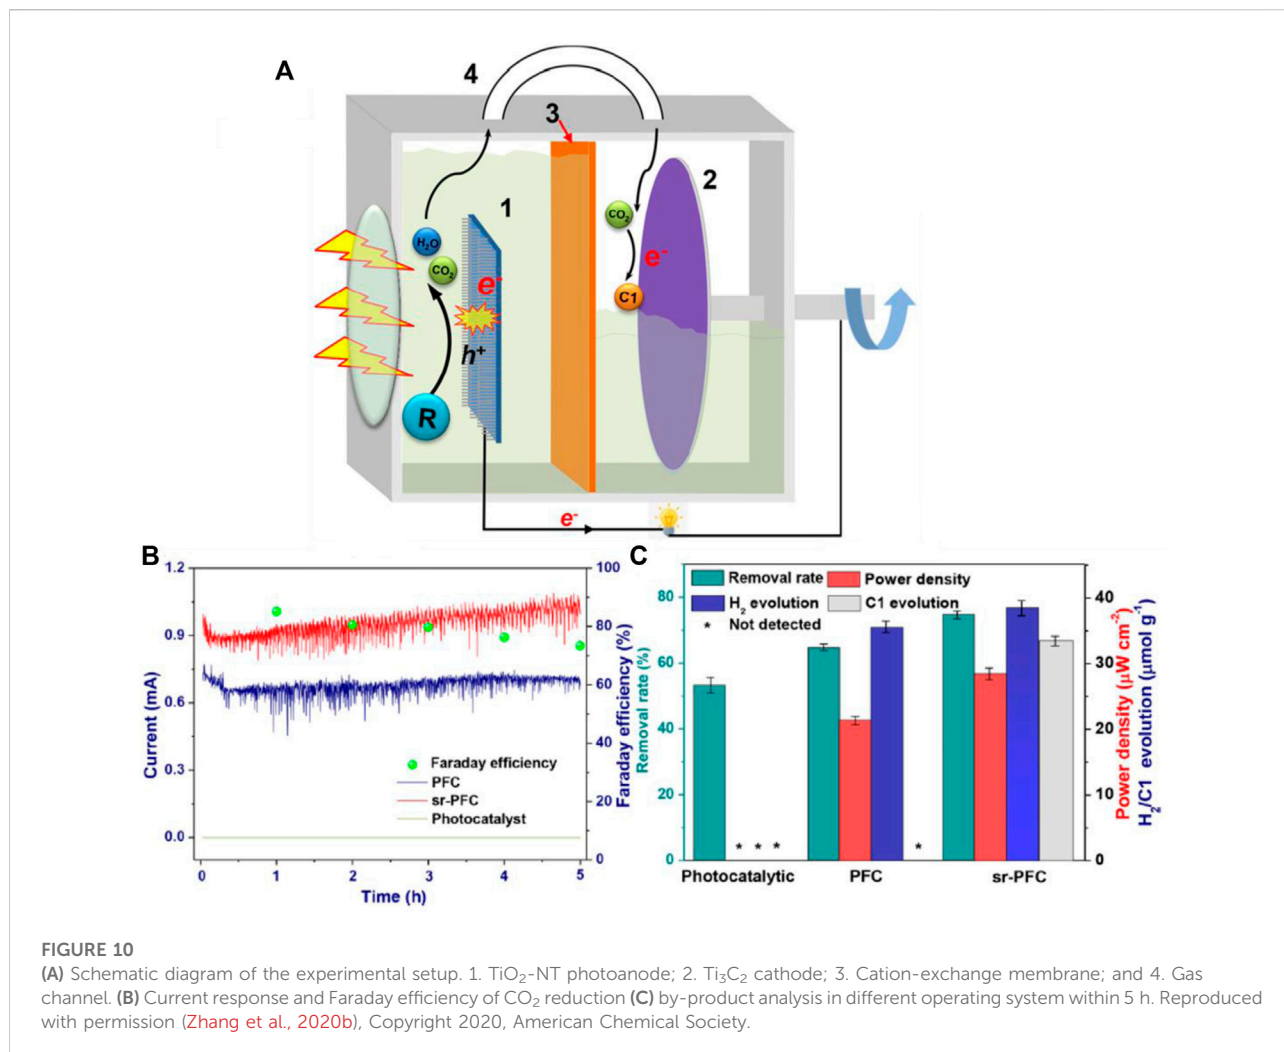 A
4
3
2
1
H₂O
CO₂
CO₂
e⁻
e⁻
C1
h⁺
R
e⁻
B
1.2
0.9
0.6
0.3
0.0
Current (mA)
100
80
60
40
20
0
Faraday efficiency (%)
Faraday efficiency
PFC
sr-PFC
Photocatalyst
0 1 2 3 4 5
Time (h)
C
Removal rate Power density
H₂ evolution C1 evolution
* Not detected
80
60
40
20
0
Removal rate (%)
40
30
20
10
0
Power density (μW cm⁻²)
H₂/C1 evolution (μmol g⁻¹)
* * *
*
Photocatalytic PFC sr-PFC
FIGURE 10
(A) Schematic diagram of the experimental setup. 1. TiO₂-NT photoanode; 2. Ti₃C₂ cathode; 3. Cation-exchange membrane; and 4. Gas
channel. (B) Current response and Faraday efficiency of CO₂ reduction (C) by-product analysis in different operating system within 5 h. Reproduced
with permission (Zhang et al., 2020b), Copyright 2020, American Chemical Society.